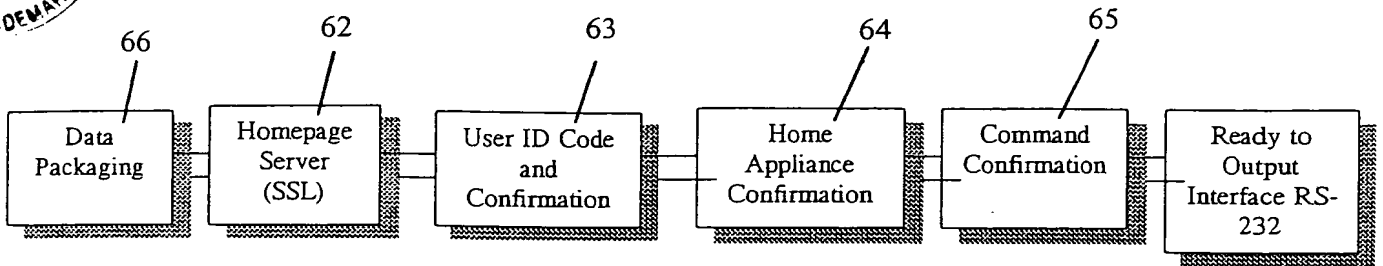 66
62
63
64
65
Data
Packaging
Homepage
Server
(SSL)
User ID Code
and
Confirmation
Home
Appliance
Confirmation
Command
Confirmation
Ready to
Output
Interface RS-
232